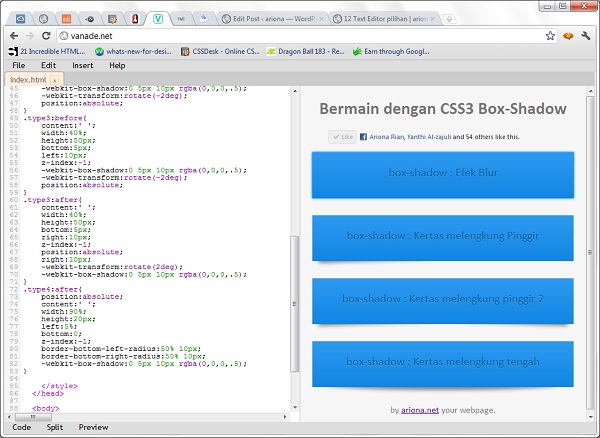 Edit Post ‹ ariona — WordPr
12 Text Editor pilihan | arion
vanade.net
21 Incredible HTML...
whats-new-for-desi...
CSSDesk - Online CS...
Dragon Ball 183 - Re...
Earn through Googl...
File Edit Insert Help
index.html x
45 -webkit-box-shadow:0 5px 10px rgba(0,0,0,.5);
46 -webkit-transform:rotate(-2deg);
47 position:absolute;
48 }
49 .type3:before{
50 content:' ';
51 width:40%;
52 height:50px;
53 bottom:5px;
54 left:10px;
55 z-index:-1;
56 -webkit-box-shadow:0 5px 10px rgba(0,0,0,.5);
57 -webkit-transform:rotate(-2deg);
58 position:absolute;
59 }
60 .type3:after{
61 content:' ';
62 width:40%;
63 height:50px;
64 bottom:5px;
65 right:10px;
66 z-index:-1;
67 position:absolute;
68 right:10px;
69 -webkit-transform:rotate(2deg);
70 -webkit-box-shadow:0 5px 10px rgba(0,0,0,.5);
71 }
72 .type4:after{
73 position:absolute;
74 content:' ';
75 width:90%;
76 height:20px;
77 left:5%;
78 bottom:0;
79 z-index:-1;
80 border-bottom-left-radius:50% 10px;
81 border-bottom-right-radius:50% 10px;
82 -webkit-box-shadow:0 5px 10px rgba(0,0,0,.5);
83 }
85 </style>
86 </head>
88 <body>
Bermain dengan CSS3 Box-Shadow
Like Ariona Rian, Yanthi Al-zajuli and 54 others like this.
box-shadow : Efek Blur
box-shadow : Kertas melengkung Pinggir
box-shadow : Kertas melengkung pinggir 2
box-shadow : Kertas melengkung tengah
by ariona.net your webpage.
Code Split Preview